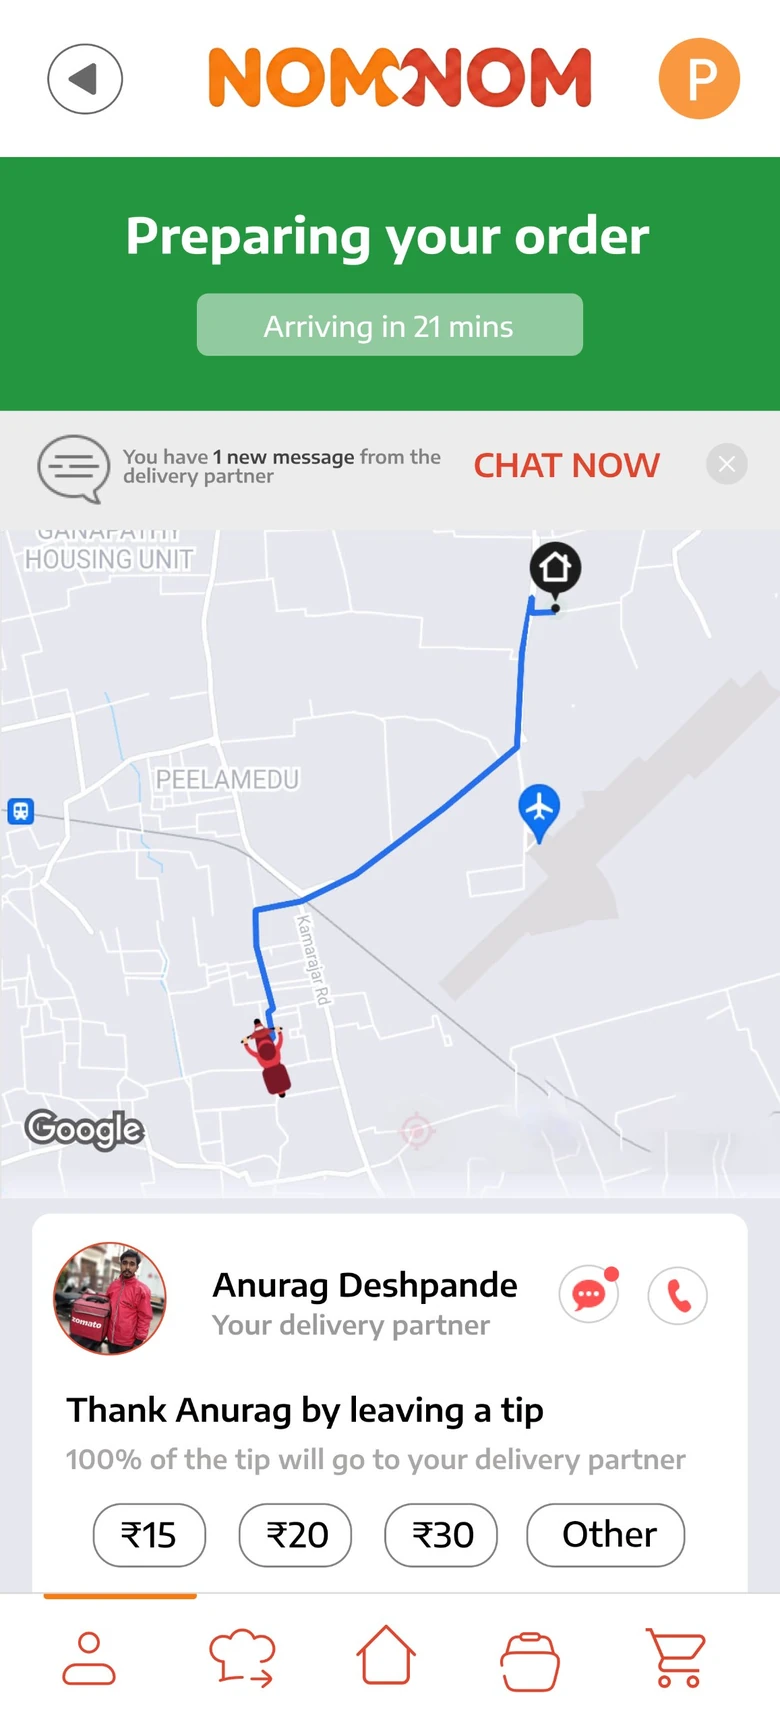 NOMNOM
P
Preparing your order
Arriving in 21 mins
You have 1 new message from the
delivery partner
CHAT NOW
GANAPATHY
HOUSING UNIT
PEELAMEDU
Kamarajar Rd
Google
zomato
Anurag Deshpande
Your delivery partner
Thank Anurag by leaving a tip
100% of the tip will go to your delivery partner
₹15
₹20
₹30
Other